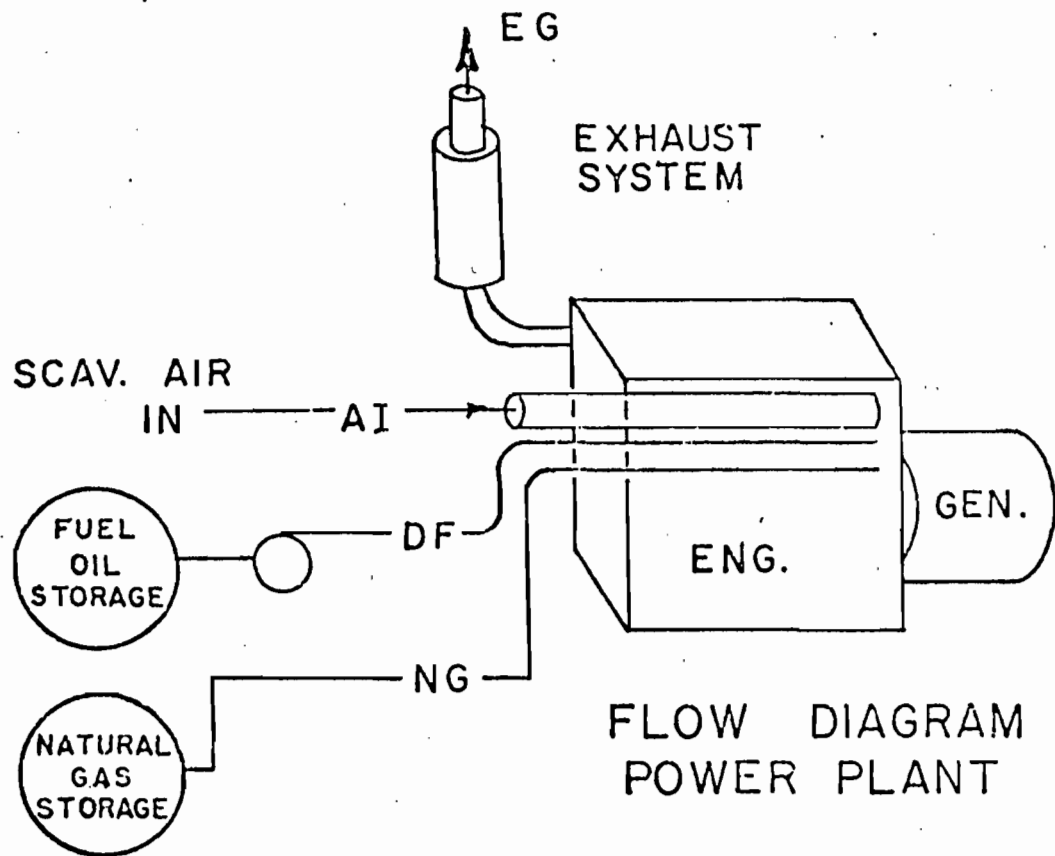 EG
EXHAUST
SYSTEM
SCAV. AIR
IN
AI
FUEL
OIL
STORAGE
DF
ENG.
GEN.
NG
NATURAL
GAS
STORAGE
FLOW DIAGRAM
POWER PLANT